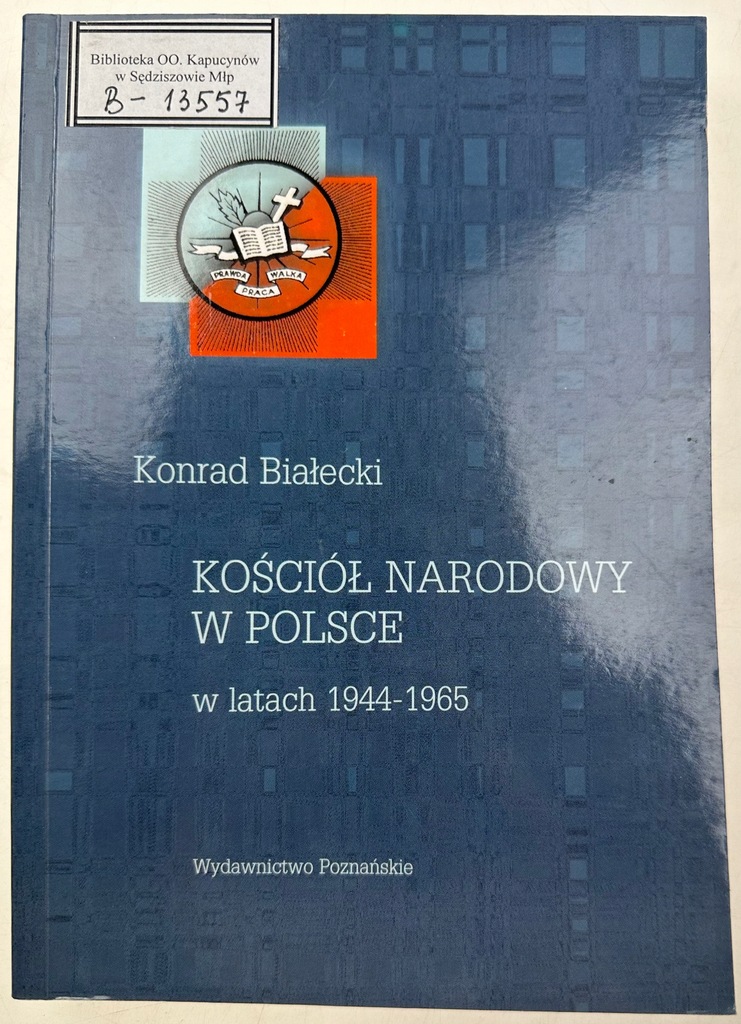 Biblioteka OO. Kapucynów
w Sędziszowie Młp
B - 13557
PRAWDA
WALKA
PRACA
Konrad Białecki
KOŚCIÓŁ NARODOWY
W POLSCE
w latach 1944-1965
Wydawnictwo Poznańskie